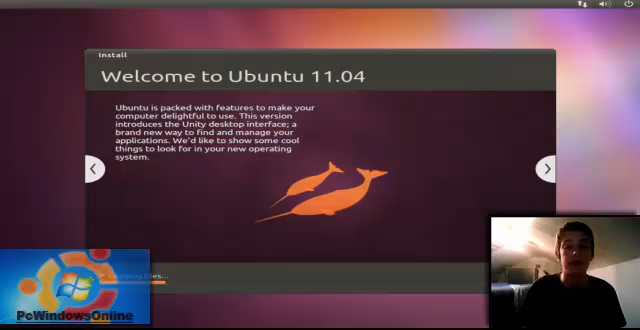 Install
Welcome to Ubuntu 11.04
Ubuntu is packed with features to make your
computer delightful to use. This version
introduces the Unity desktop interface; a
brand new way to find and manage your
applications. We'd like to show some cool
things to look for in your new operating
system.
files...
PcWindowsOnline